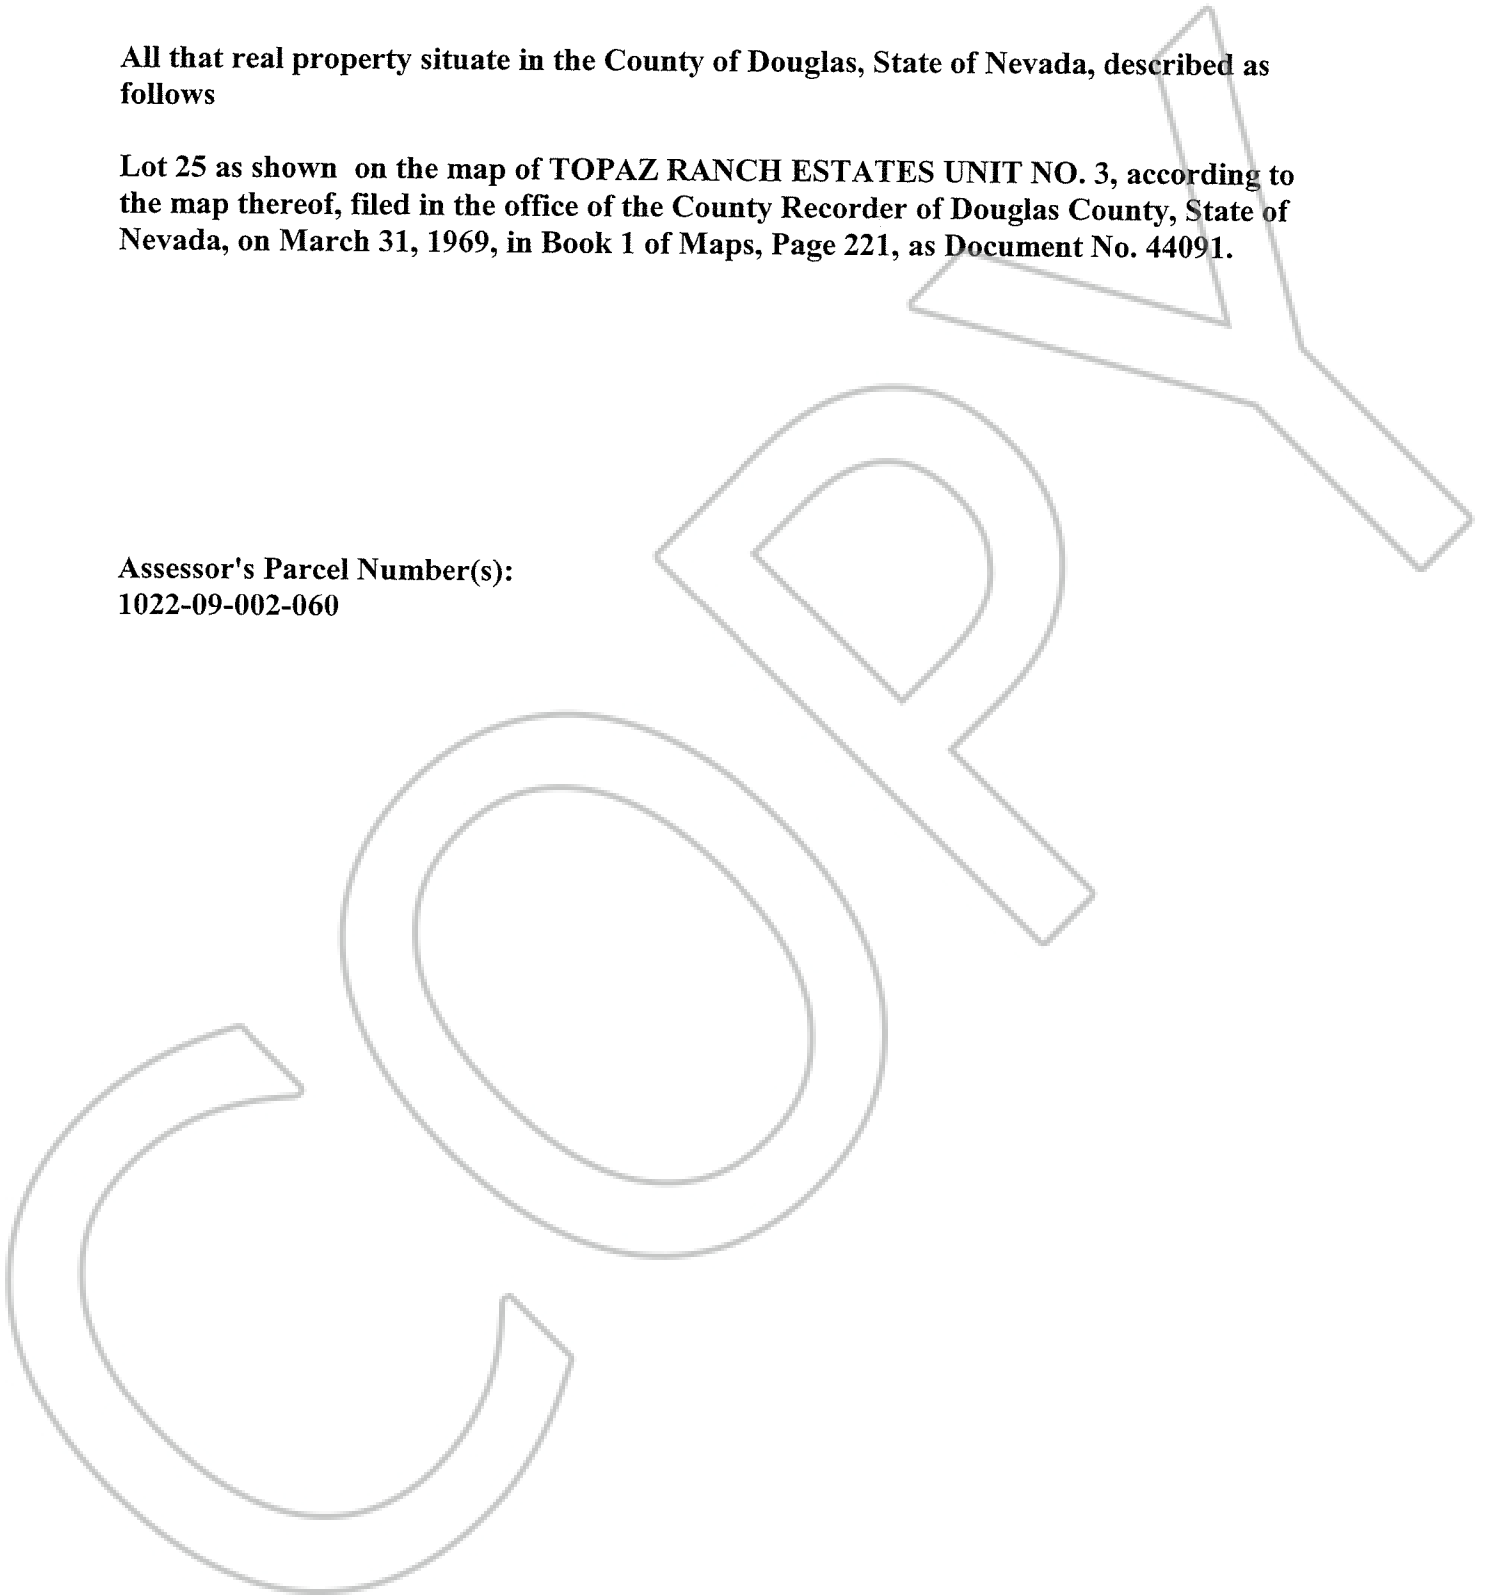 All that real property situate in the County of Douglas, State of Nevada, described as
follows
Lot 25 as shown  on the map of TOPAZ RANCH ESTATES UNIT NO. 3, according to
the map thereof, filed in the office of the County Recorder of Douglas County, State of
Nevada, on March 31, 1969, in Book 1 of Maps, Page 221, as Document No. 44091.
Assessor's Parcel Number(s):
1022-09-002-060
COPY